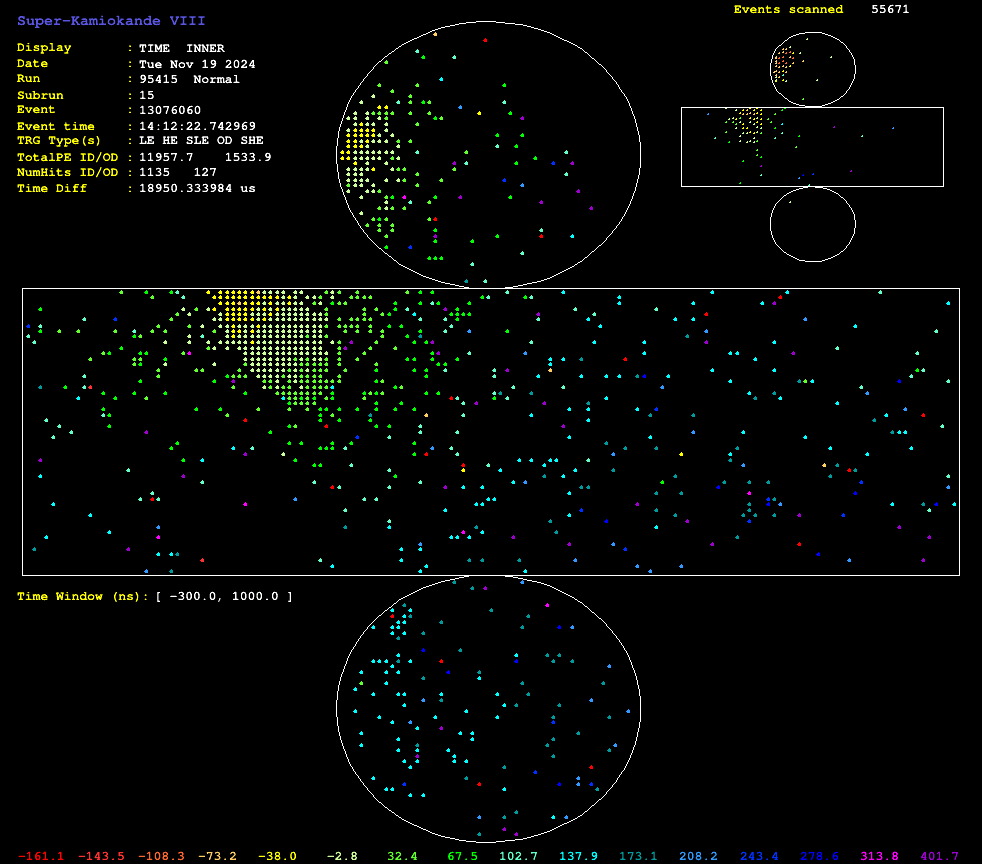 Super-Kamiokande VIII
Events scanned 55671
Display : TIME INNER
Date : Tue Nov 19 2024
Run : 95415 Normal
Subrun : 15
Event : 13076060
Event time : 14:12:22.742969
TRG Type(s) : LE HE SLE OD SHE
TotalPE ID/OD : 11957.7 1533.9
NumHits ID/OD : 1135 127
Time Diff : 18950.333984 us
Time Window (ns): [ -300.0, 1000.0 ]
-161.1 -143.5 -108.3 -73.2 -38.0 -2.8 32.4 67.5 102.7 137.9 173.1 208.2 243.4 278.6 313.8 401.7